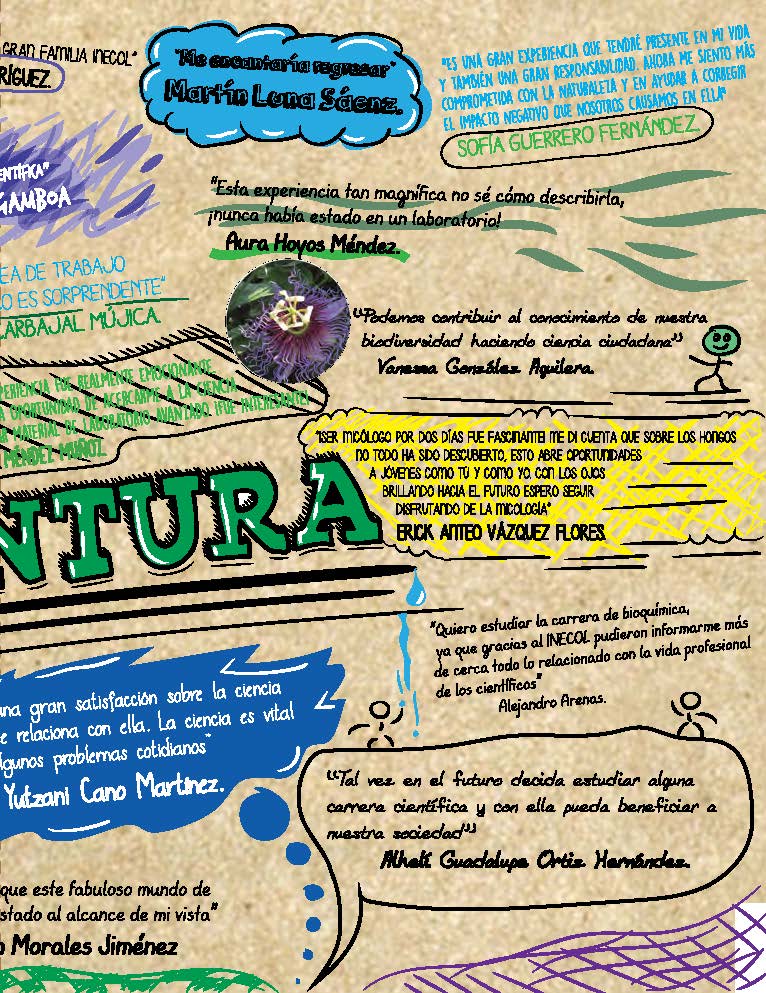 GRAN FAMILIA INECOL"
RÍGUEZ.
"Me encantaría regresar"
Martín Luna Sáenz.
"ES UNA GRAN EXPERIENCIA QUE TENDRÉ PRESENTE EN MI VIDA
Y TAMBIÉN UNA GRAN RESPONSABILIDAD. AHORA ME SIENTO MÁS
COMPROMETIDA CON LA NATURALEZA Y EN AYUDAR A CORREGIR
EL IMPACTO NEGATIVO QUE NOSOTROS CAUSAMOS EN ELLA"
SOFÍA GUERRERO FERNÁNDEZ.
ENTÍFICA"
GAMBOA
"Esta experiencia tan magnífica no sé cómo describirla,
¡nunca había estado en un laboratorio!
Aura Hoyos Méndez.
EA DE TRABAJO
O ES SORPRENDENTE"
CARBAJAL MÚJICA.
"Podemos contribuir al conocimiento de nuestra
biodiversidad haciendo ciencia ciudadana"
Vanessa González Aguilera.
PERIENCIA FUE REALMENTE EMOCIONANTE
A OPORTUNIDAD DE ACERCARME A LA CIENCIA
AR MATERIAL DE LABORATORIO AVANZADO. ¡FUE INTERESANTE!
MÉNDEZ MUÑOZ.
"¡SER MICÓLOGO POR DOS DÍAS FUE FASCINANTE! ME DI CUENTA QUE SOBRE LOS HONGOS
NO TODO HA SIDO DESCUBIERTO, ESTO ABRE OPORTUNIDADES
A JÓVENES COMO TÚ Y COMO YO. CON LOS OJOS
BRILLANDO HACIA EL FUTURO ESPERO SEGUIR
DISFRUTANDO DE LA MICOLOGÍA"
ERICK ANTEO VÁZQUEZ FLORES.
NTURA
"Quiero estudiar la carrera de bioquímica,
ya que gracias al INECOL pudieron informarme más
de cerca todo lo relacionado con la vida profesional
de los científicos"
Alejandro Arenas.
una gran satisfacción sobre la ciencia
e relaciona con ella. La ciencia es vital
lgunos problemas cotidianos"
Yutzani Cano Martínez.
"Tal vez en el futuro decida estudiar alguna
carrera científica y con ella pueda beneficiar a
nuestra sociedad"
Alhelí Guadalupe Ortiz Hernández.
que este fabuloso mundo de
stado al alcance de mi vista"
o Morales Jiménez